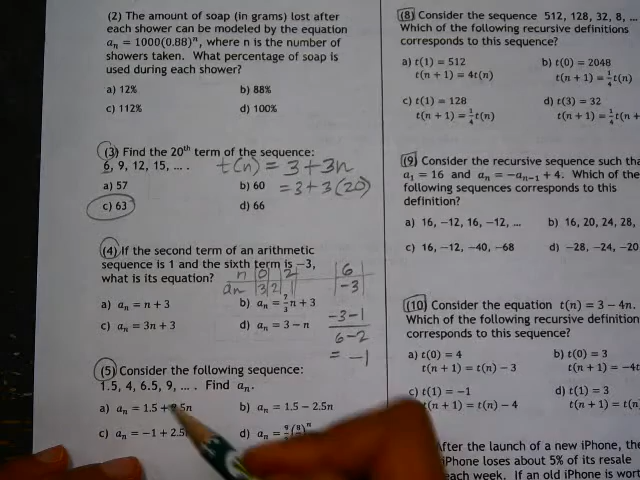 (2) The amount of soap (in grams) lost after
each shower can be modeled by the equation
aₙ = 1000(0.88)ⁿ, where n is the number of
showers taken. What percentage of soap is
used during each shower?
a) 12% b) 88%
c) 112% d) 100%
(3) Find the 20th term of the sequence:
6, 9, 12, 15, ... .
t(n) = 3 + 3n
= 3 + 3(20)
a) 57 b) 60
c) 63 d) 66
(4) If the second term of an arithmetic
sequence is 1 and the sixth term is −3,
what is its equation?
n 0 2 6
aₙ 3 2 1 −3
a) aₙ = n + 3 b) aₙ = 7/3 n + 3
c) aₙ = 3n + 3 d) aₙ = 3 − n
−3 − 1
6 − 2
= −1
(5) Consider the following sequence:
1.5, 4, 6.5, 9, ... . Find aₙ.
a) aₙ = 1.5 + 2.5n b) aₙ = 1.5 − 2.5n
c) aₙ = −1 + 2.5 d) aₙ =
(8) Consider the sequence 512, 128, 32, 8, ...
Which of the following recursive definitions
corresponds to this sequence?
a) t(1) = 512 b) t(0) = 2048
t(n + 1) = 4t(n) t(n + 1) = 1/4 t(n)
c) t(1) = 128 d) t(3) = 32
t(n + 1) = 1/4 t(n) t(n + 1) = 1/4 t(n +
(9) Consider the recursive sequence such
a₁ = 16 and aₙ = −aₙ₋₁ + 4. Which of the
following sequences corresponds to this
definition?
a) 16, −12, 16, −12, ... b) 16, 20, 24, 28,
c) 16, −12, −40, −68 d) −28, −24, −20
(10) Consider the equation t(n) = 3 − 4n.
Which of the following recursive definition
corresponds to this sequence?
a) t(0) = 4 b) t(0) = 3
t(n + 1) = t(n) − 3 t(n + 1) = −4t
c) t(1) = −1 d) t(1) = 3
t(n + 1) = t(n) − 4 t(n + 1) = t(n
After the launch of a new iPhone, the
iPhone loses about 5% of its resale
each week. If an old iPhone is wort